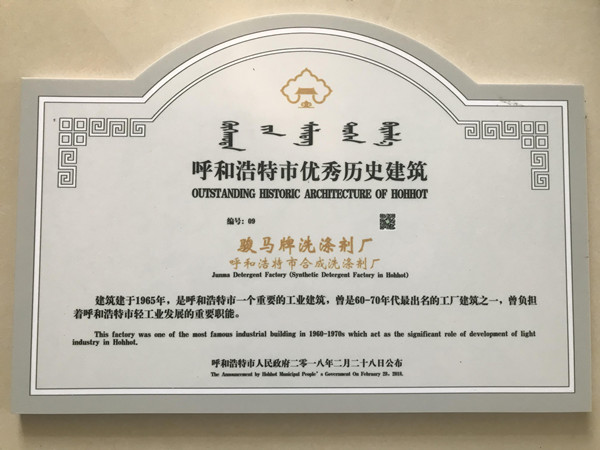 呼和浩特市优秀历史建筑
OUTSTANDING HISTORIC ARCHITECTURE OF HOHHOT
编号：09
骏马牌洗涤剂厂
呼和浩特市合成洗涤剂厂
Junma Detergent Factory (Synthetic Detergent Factory in Hohhot)
建筑建于1965年，是呼和浩特市一个重要的工业建筑，曾是60-70年代最出名的工厂建筑之一，曾负担
着呼和浩特市轻工业发展的重要职能。
This factory was one of the most famous industrial building in 1960-1970s which act as the significant role of development of light
industry in Hohhot.
呼和浩特市人民政府二零一八年二月二十八日公布
The Announcement by Hohhot Municipal People's Government On February 28, 2018.